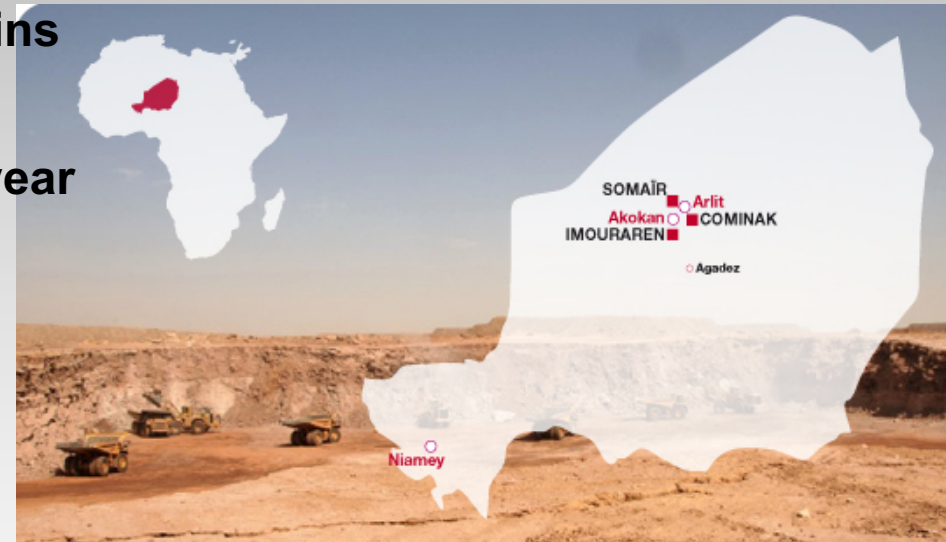 ins
year
SOMAÏR
Arlit
Akokan
COMINAK
IMOURAREN
Agadez
Niamey